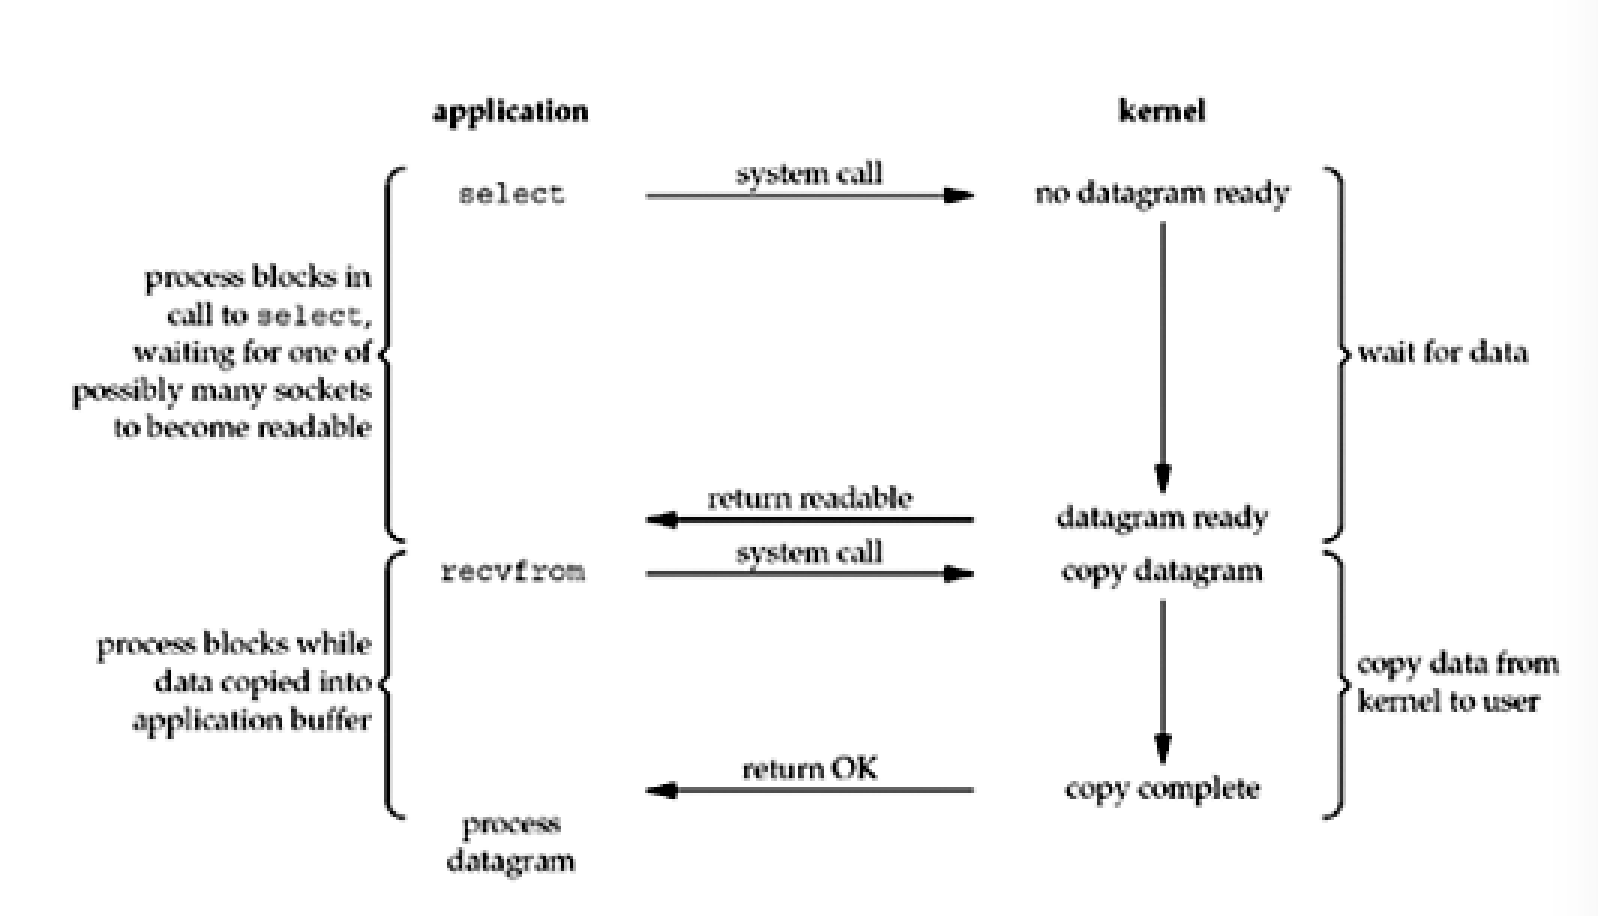 application
kernel
select
system call
no datagram ready
process blocks in
call to select,
waiting for one of
possibly many sockets
to become readable
wait for data
return readable
datagram ready
recvfrom
system call
copy datagram
process blocks while
data copied into
application buffer
copy data from
kernel to user
return OK
copy complete
process
datagram